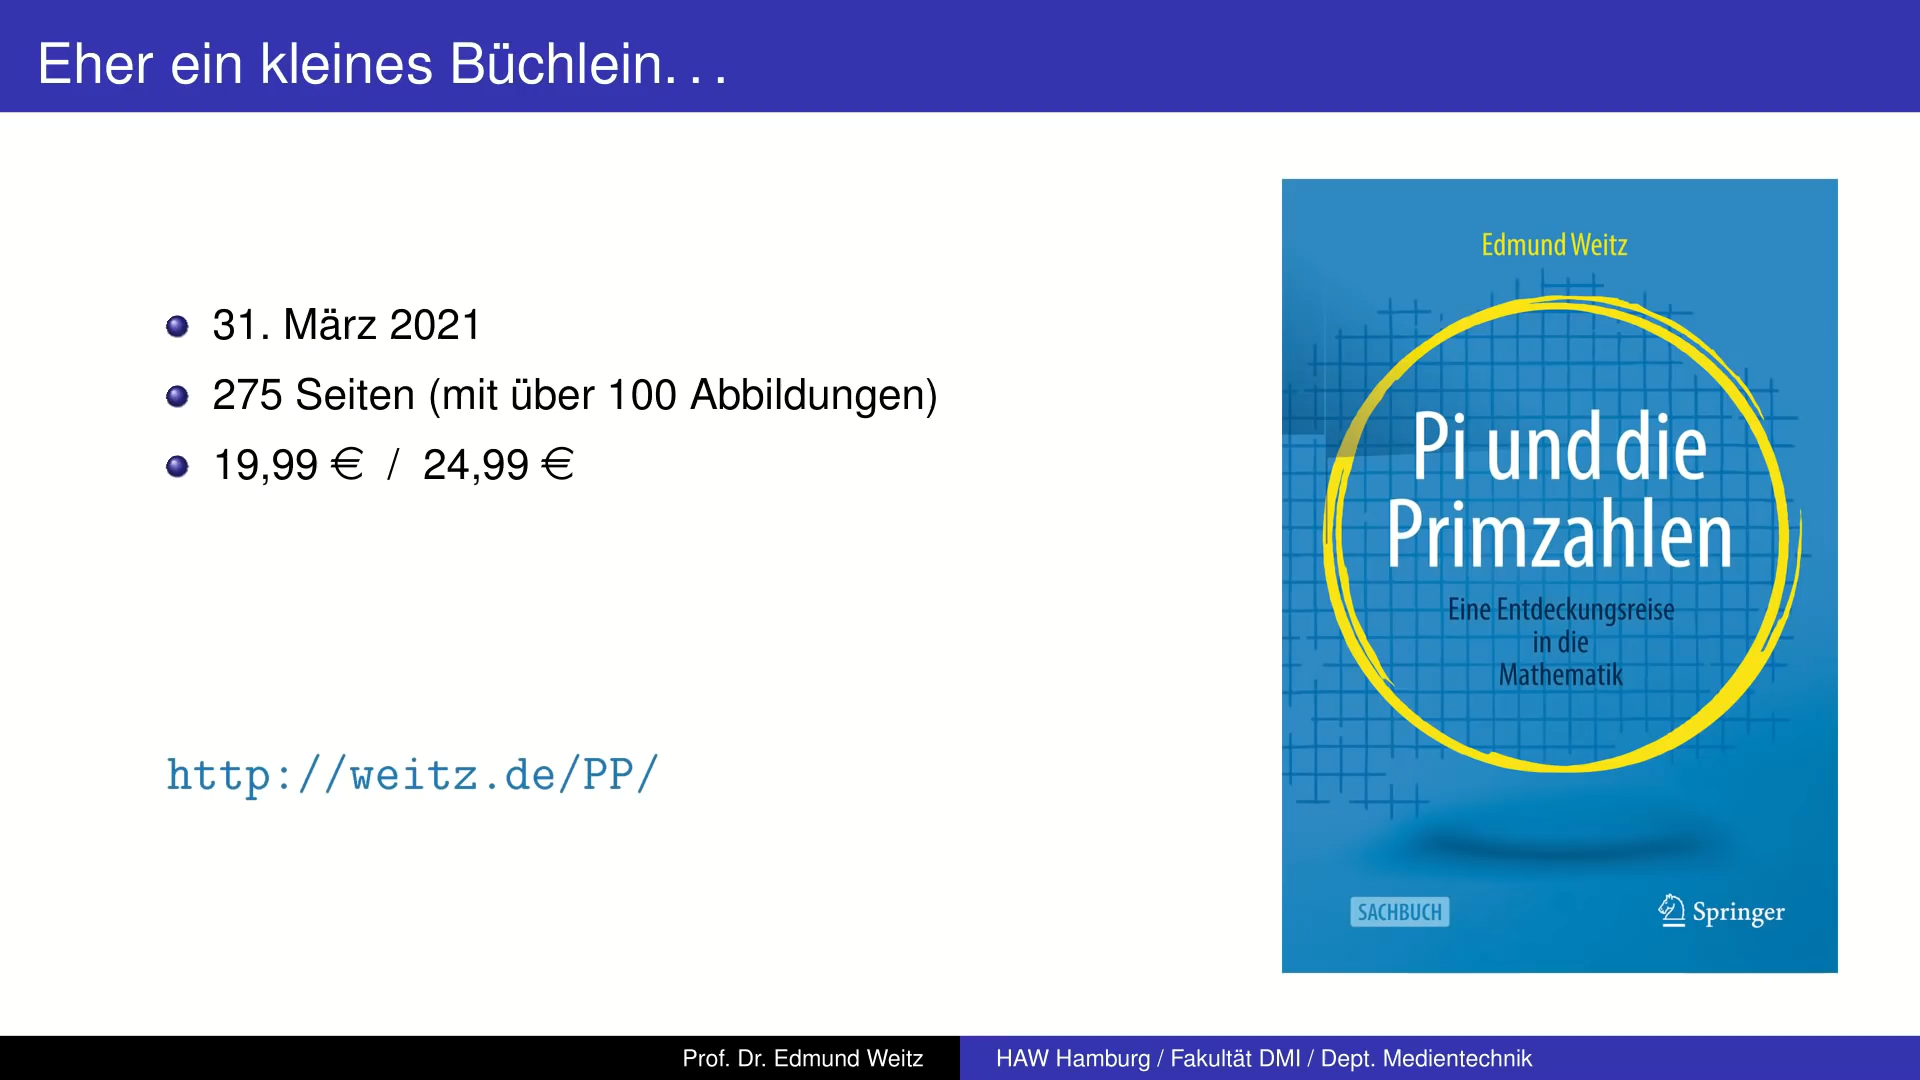 Eher ein kleines Büchlein. . .
31. März 2021
275 Seiten (mit über 100 Abbildungen)
19,99 € / 24,99 €
http://weitz.de/PP/
Edmund Weitz
Pi und die
Primzahlen
Eine Entdeckungsreise
in die
Mathematik
SACHBUCH
Springer
Prof. Dr. Edmund Weitz
HAW Hamburg / Fakultät DMI / Dept. Medientechnik